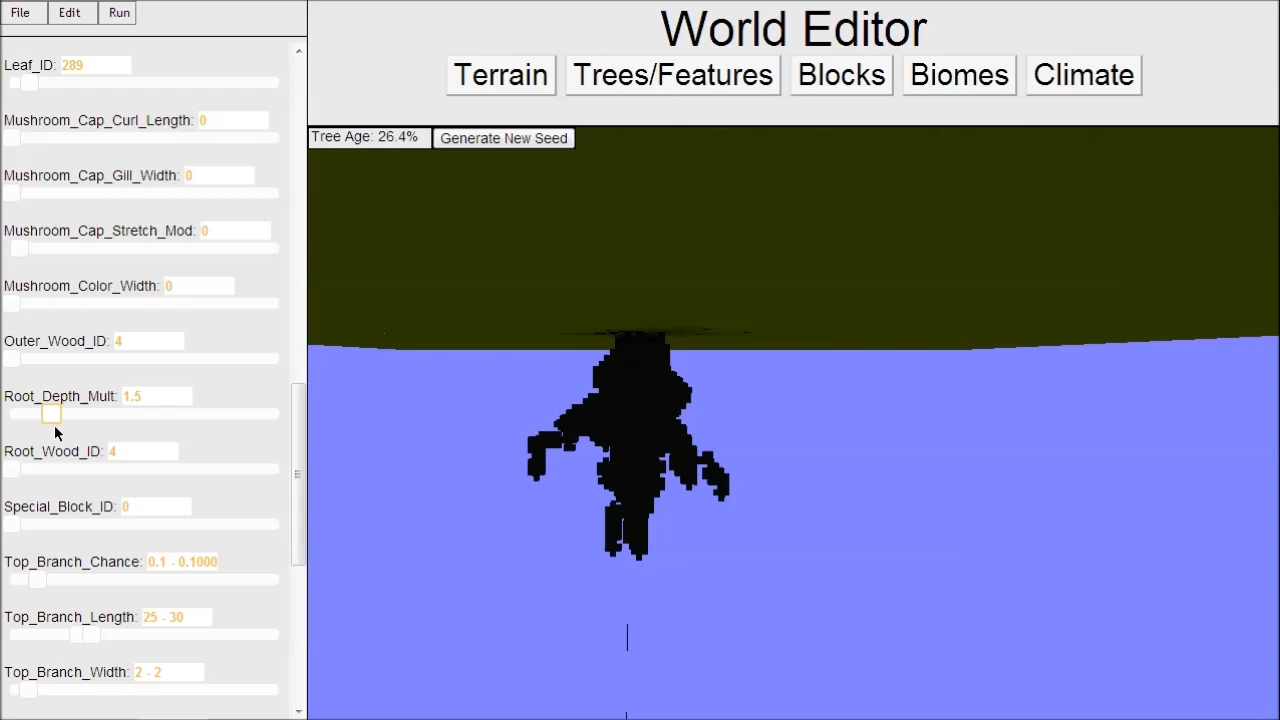 File Edit Run
World Editor
Terrain Trees/Features Blocks Biomes Climate
Tree Age: 26.4% Generate New Seed
Leaf_ID: 289
Mushroom_Cap_Curl_Length: 0
Mushroom_Cap_Gill_Width: 0
Mushroom_Cap_Stretch_Mod: 0
Mushroom_Color_Width: 0
Outer_Wood_ID: 4
Root_Depth_Mult: 1.5
Root_Wood_ID: 4
Special_Block_ID: 0
Top_Branch_Chance: 0.1 - 0.1000
Top_Branch_Length: 25 - 30
Top_Branch_Width: 2 - 2